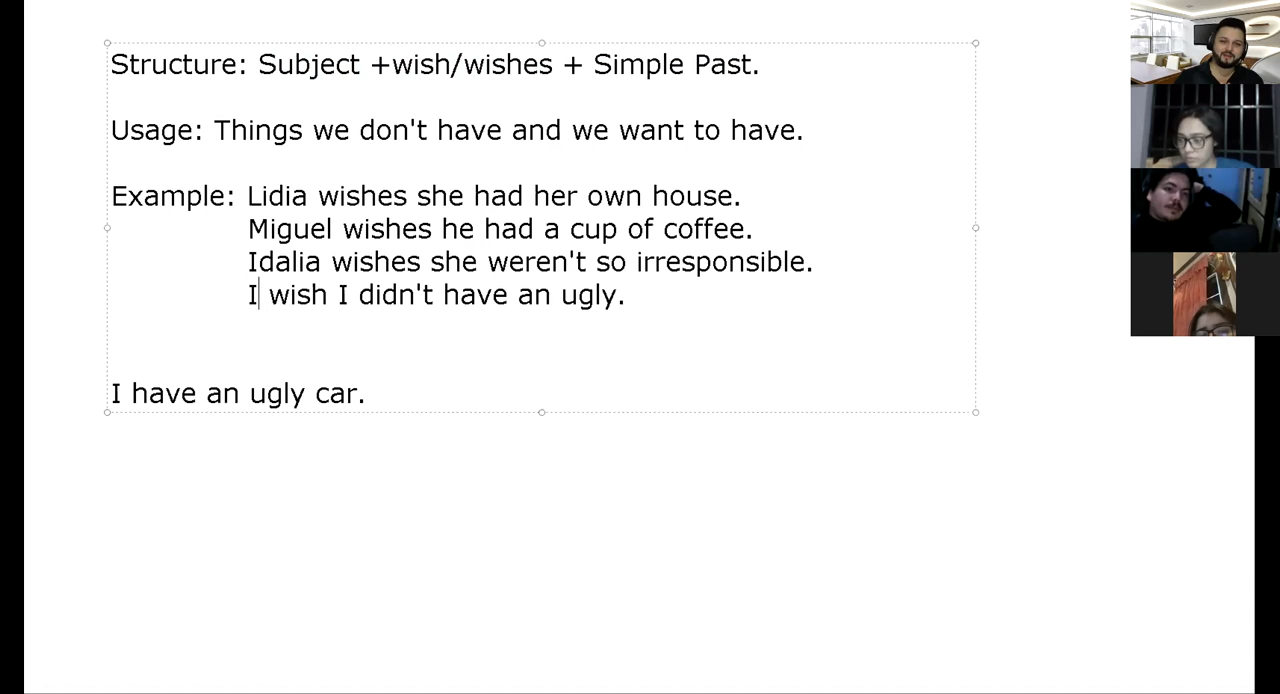 Structure: Subject +wish/wishes + Simple Past.
Usage: Things we don't have and we want to have.
Example: Lidia wishes she had her own house.
Miguel wishes he had a cup of coffee.
Idalia wishes she weren't so irresponsible.
I wish I didn't have an ugly.
I have an ugly car.